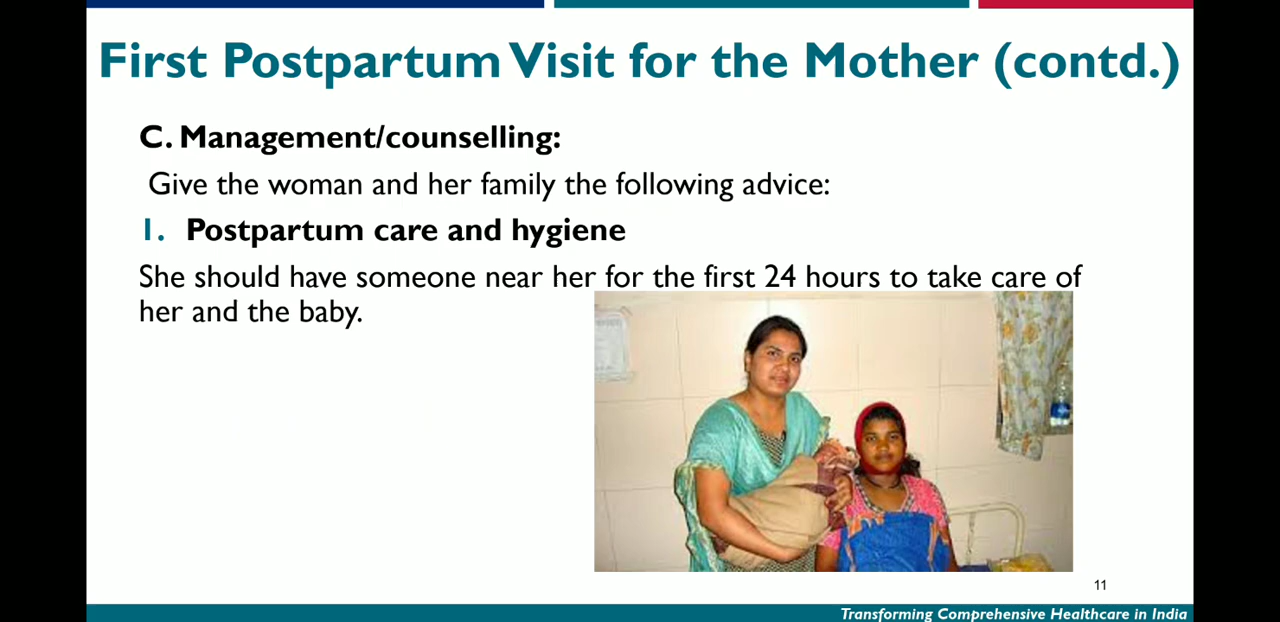 First Postpartum Visit for the Mother (contd.)
C. Management/counselling:
Give the woman and her family the following advice:
1. Postpartum care and hygiene
She should have someone near her for the first 24 hours to take care of
her and the baby.
11
Transforming Comprehensive Healthcare in India